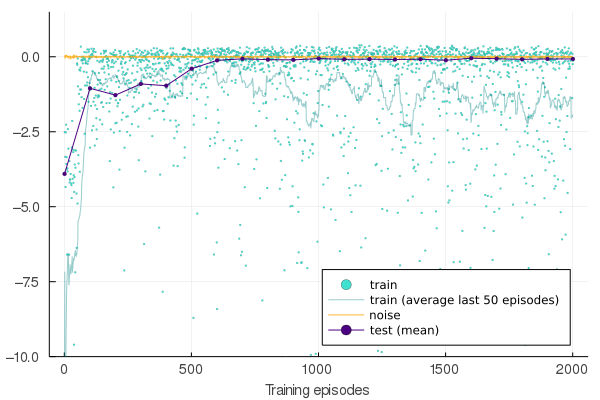 0.0
−2.5
−5.0
−7.5
−10.0
0
500
1000
1500
2000
Training episodes
train
train (average last 50 episodes)
noise
test (mean)